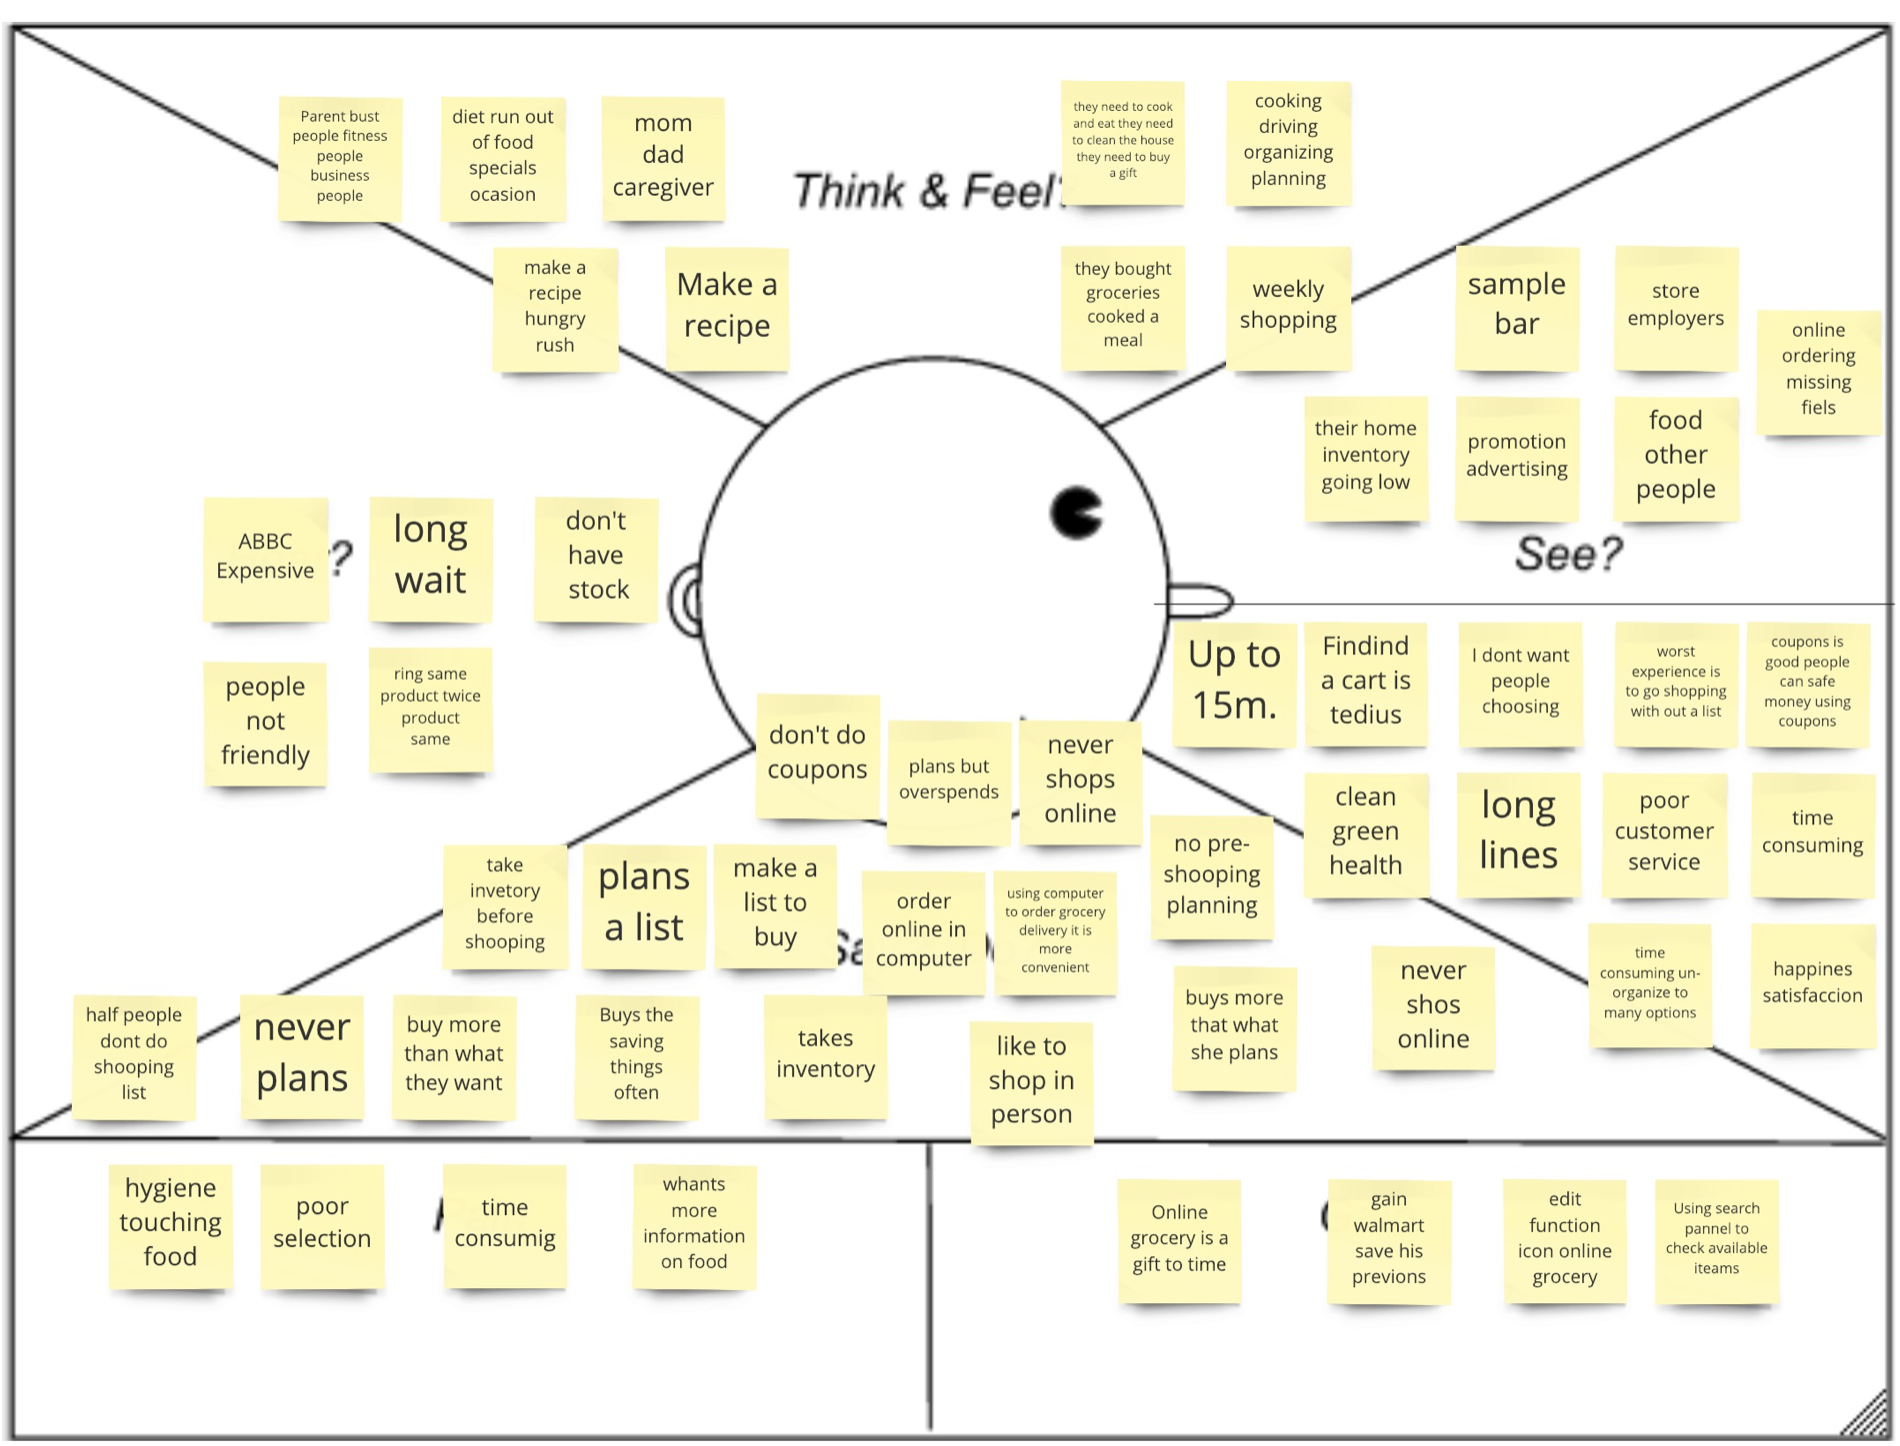 Parent bust
people fitness
people
business
people
diet run out
of food
specials
ocasion
mom
dad
caregiver
Think & Feel?
they need to cook
and eat they need
to clean the house
they need to buy
a gift
cooking
driving
organizing
planning
make a
recipe
hungry
rush
Make a
recipe
they bought
groceries
cooked a
meal
weekly
shopping
sample
bar
store
employers
online
ordering
missing
fiels
their home
inventory
going low
promotion
advertising
food
other
people
See?
ABBC
Expensive
?
long
wait
don't
have
stock
people
not
friendly
ring same
product twice
product
same
Up to
15m.
Findind
a cart is
tedius
I dont want
people
choosing
worst
experience is
to go shopping
with out a list
coupons is
good people
can safe
money using
coupons
don't do
coupons
plans but
overspends
never
shops
online
clean
green
health
long
lines
poor
customer
service
time
consuming
no pre-
shooping
planning
take
invetory
before
shooping
plans
a list
make a
list to
buy
Sa
order
online in
computer
using computer
to order grocery
delivery it is
more
convenient
never
shos
online
time
consuming un-
organize to
many options
happines
satisfaccion
buys more
that what
she plans
half people
dont do
shooping
list
never
plans
buy more
than what
they want
Buys the
saving
things
often
takes
inventory
like to
shop in
person
hygiene
touching
food
poor
selection
time
consumig
whants
more
information
on food
Online
grocery is a
gift to time
gain
walmart
save his
previons
edit
function
icon online
grocery
Using search
pannel to
check available
iteams